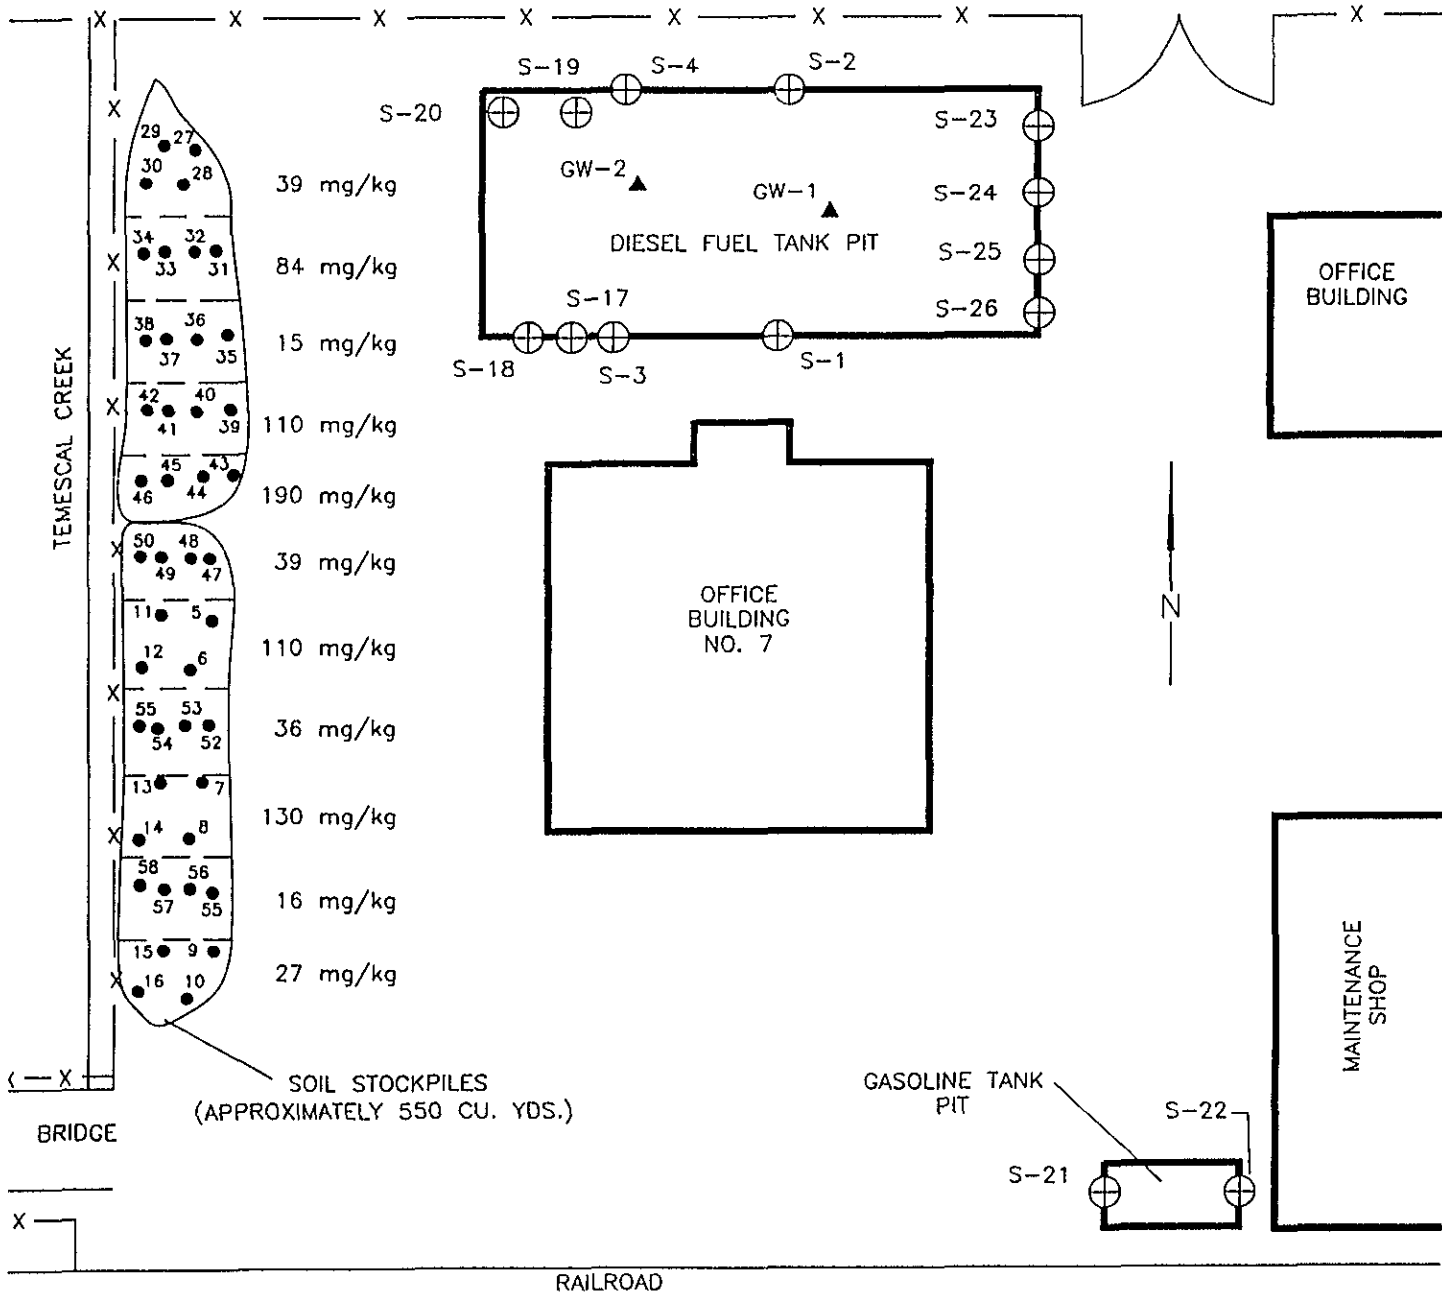 X X X X X X X X
S-19 S-4 S-2
S-20 S-23
X
29 27
30 28
39 mg/kg
GW-2 GW-1 S-24
DIESEL FUEL TANK PIT
34 32
33 31
X
84 mg/kg
S-25
OFFICE
BUILDING
S-17 S-26
38 36
37 35
15 mg/kg
S-18 S-3 S-1
TEMESCAL CREEK
X
42 40
41 39
110 mg/kg
45 43
46 44
190 mg/kg
X
50 48
49 47
39 mg/kg
OFFICE
BUILDING
NO. 7
N
11 5
12 6
110 mg/kg
X
55 53
54 52
36 mg/kg
13 7
14 8
X
130 mg/kg
58 56
57 55
16 mg/kg
15 9
16 10
X
27 mg/kg
MAINTENANCE
SHOP
X
SOIL STOCKPILES
(APPROXIMATELY 550 CU. YDS.)
GASOLINE TANK
PIT
S-22
BRIDGE
S-21
X
RAILROAD